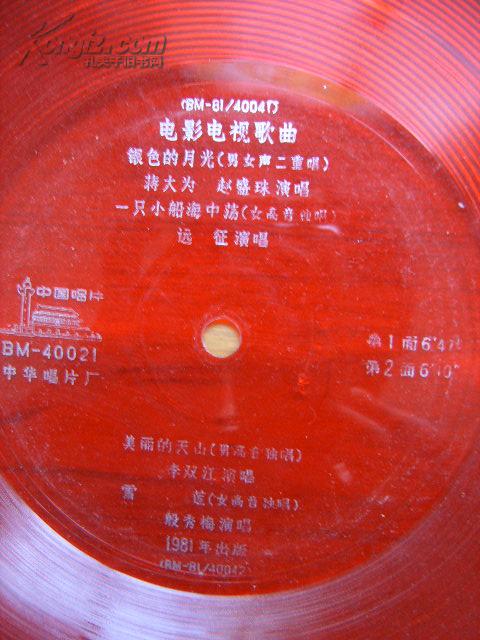 Kongfz.com
孔夫子旧书网
(BM-81/40041)
电影电视歌曲
银色的月光(男女声二重唱)
蒋大为 赵盛珠演唱
一只小船海中荡(女高音独唱)
远 征演唱
中国唱片
BM-40021
中华唱片厂
第1面6'4
第2面6'10"
美丽的天山(男高音独唱)
李双江演唱
雪 莲(女高音独唱)
殷秀梅演唱
1981年出版
(BM-81/40042)